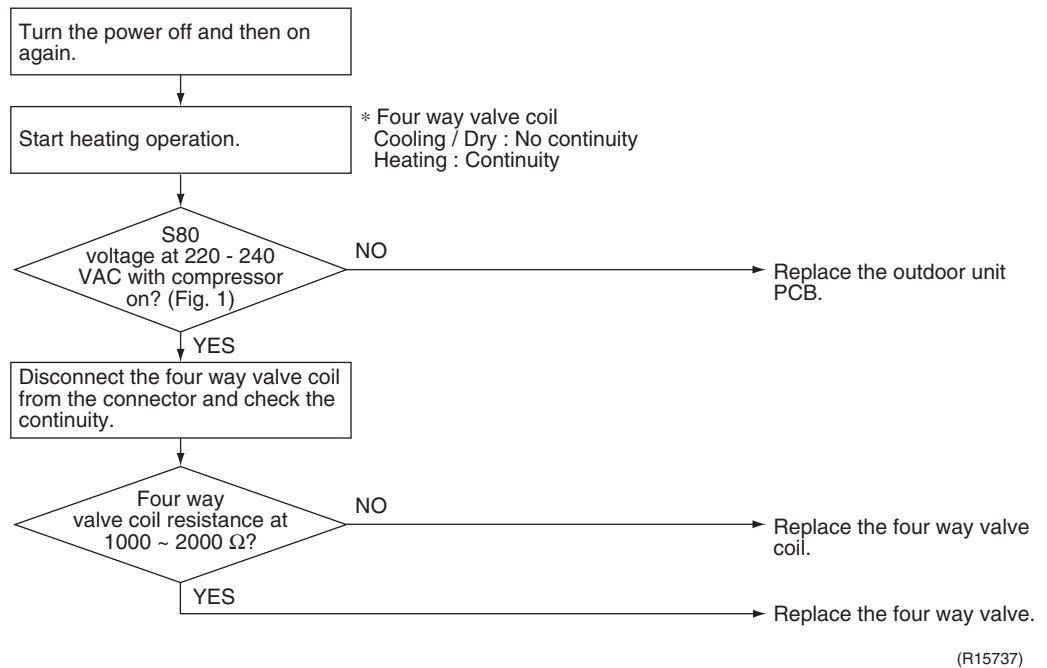 Turn the power off and then on
again.
Start heating operation.
* Four way valve coil
Cooling / Dry : No continuity
Heating : Continuity
S80
voltage at 220 - 240
VAC with compressor
on? (Fig. 1)
NO
Replace the outdoor unit
PCB.
YES
Disconnect the four way valve coil
from the connector and check the
continuity.
Four way
valve coil resistance at
1000 ~ 2000 Ω?
NO
Replace the four way valve
coil.
YES
Replace the four way valve.
(R15737)